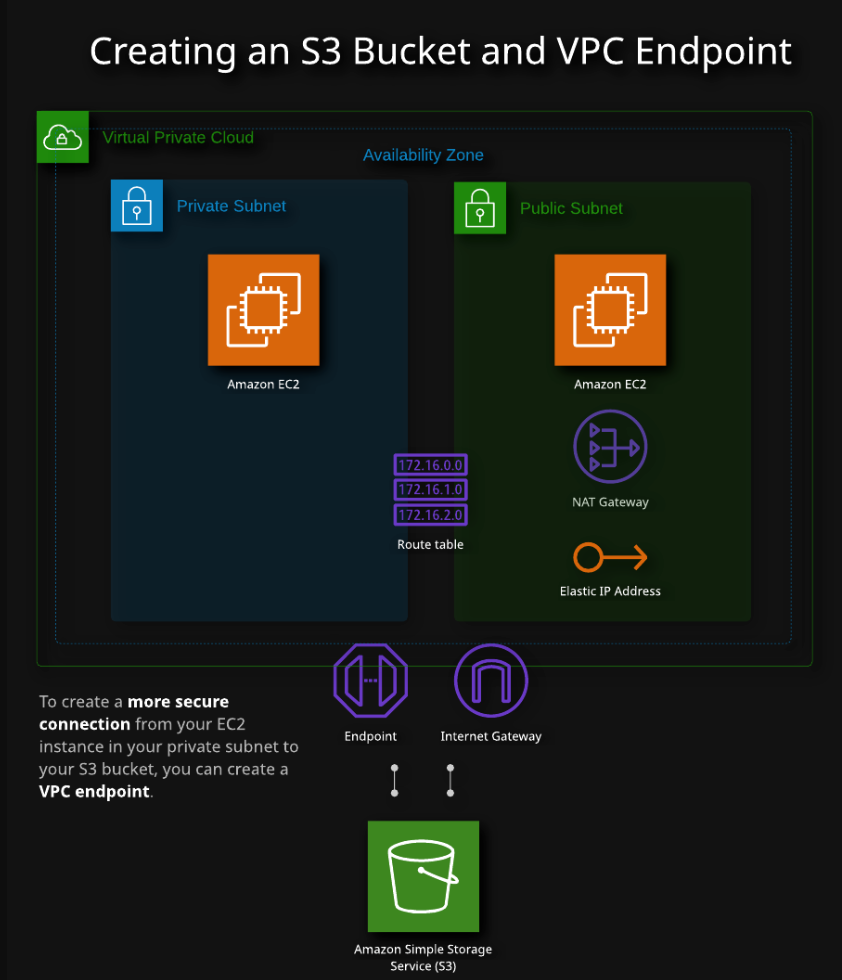 Creating an S3 Bucket and VPC Endpoint
Virtual Private Cloud
Availability Zone
Private Subnet
Public Subnet
Amazon EC2
Amazon EC2
172.16.0.0
172.16.1.0
172.16.2.0
Route table
NAT Gateway
Elastic IP Address
Endpoint
Internet Gateway
To create a more secure
connection from your EC2
instance in your private subnet to
your S3 bucket, you can create a
VPC endpoint.
Amazon Simple Storage
Service (S3)